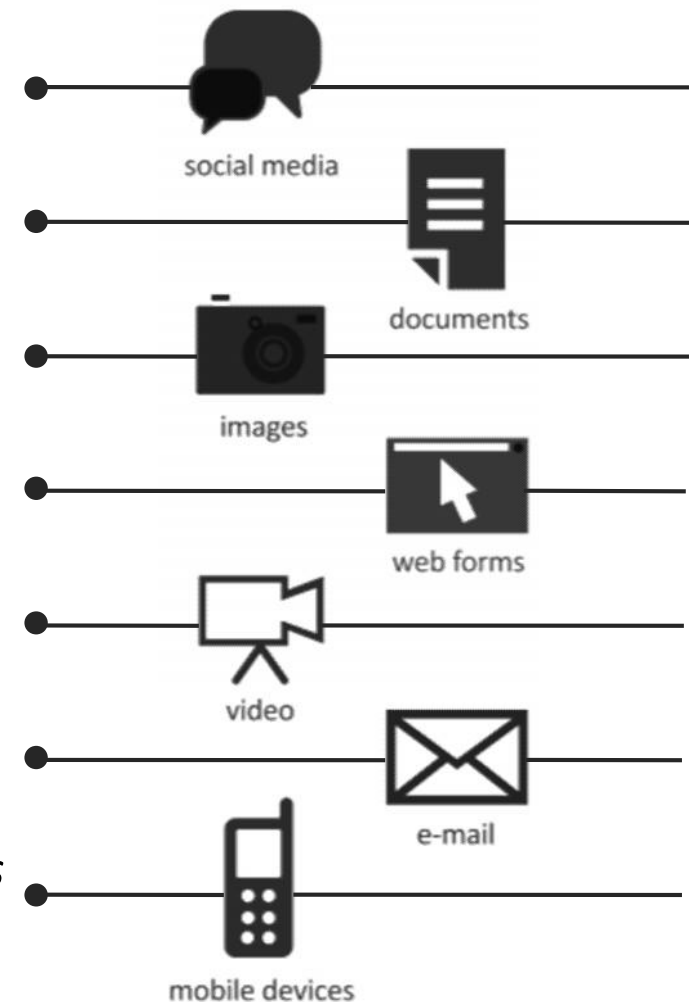 social media
documents
images
web forms
video
e-mail
mobile devices